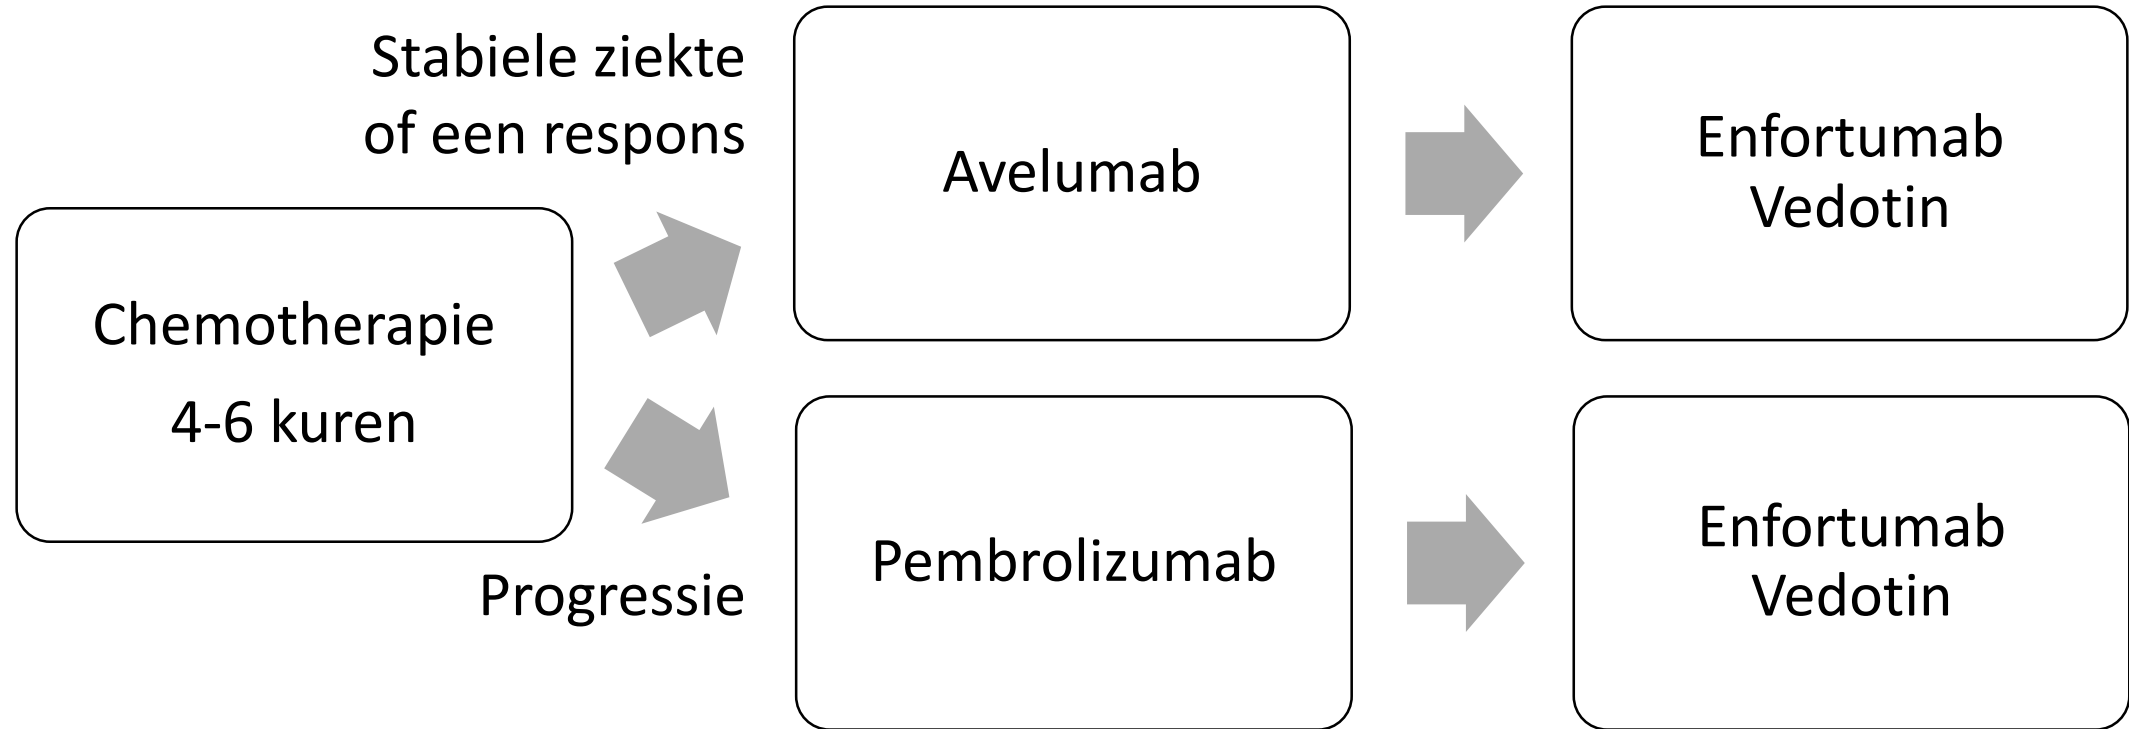 Stabiele ziekte
of een respons
Avelumab
Enfortumab
Vedotin
Chemotherapie
4-6 kuren
Progressie
Pembrolizumab
Enfortumab
Vedotin